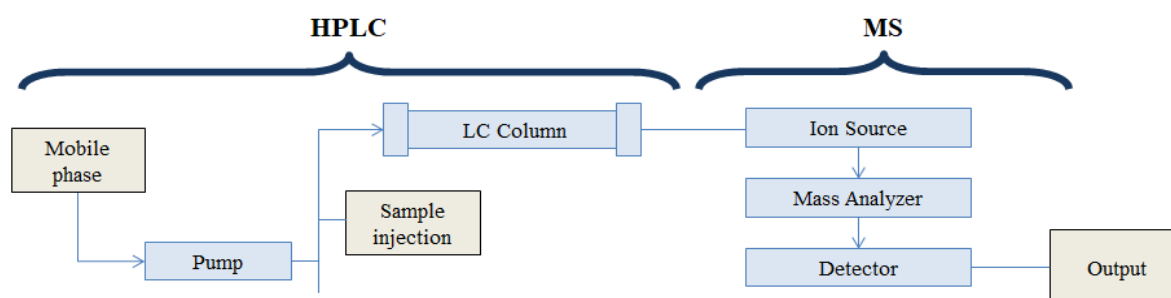 HPLC
MS
Mobile
phase
LC Column
Ion Source
Sample
injection
Mass Analyzer
Pump
Detector
Output